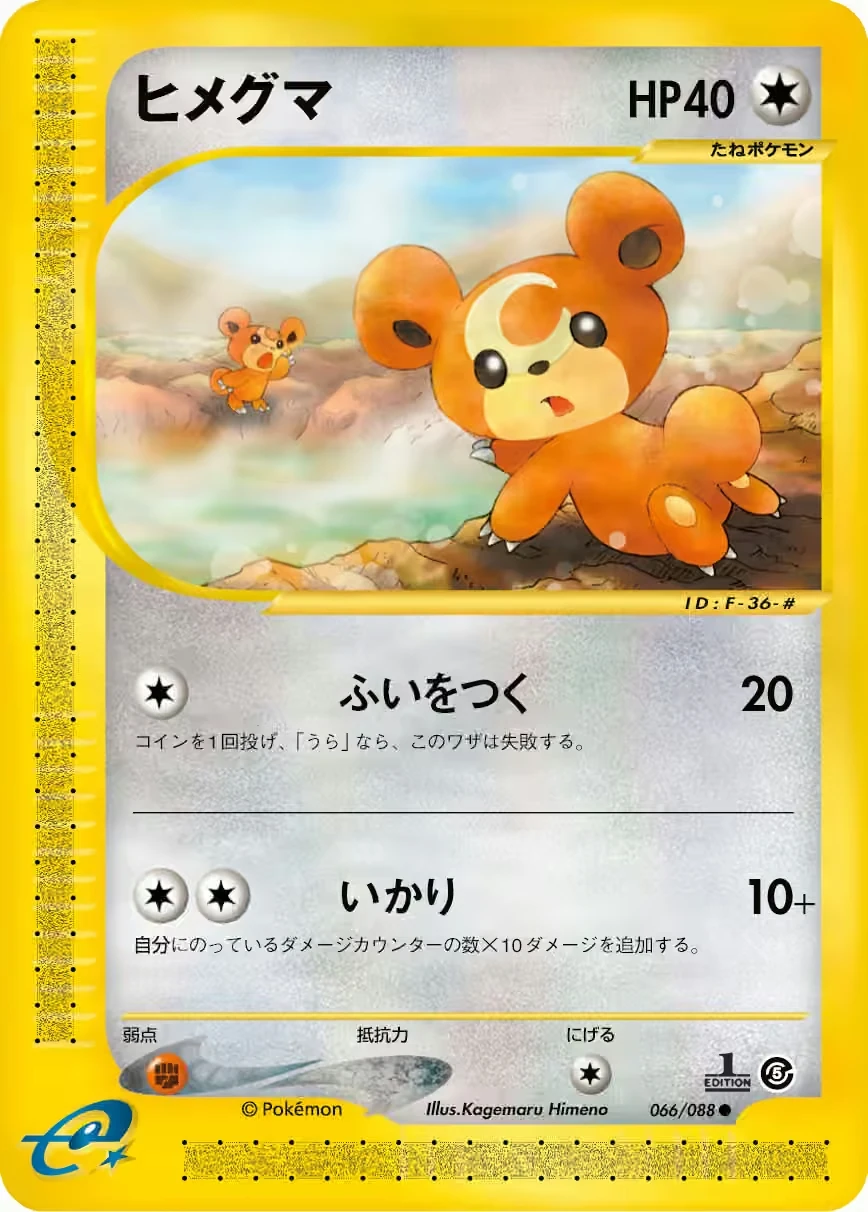 ヒメグマ HP40
たねポケモン
ID:F-36-#
ふいをつく 20
コインを1回投げ、「うら」なら、このワザは失敗する。
いかり 10+
自分にのっているダメージカウンターの数×10ダメージを追加する。
弱点 抵抗力 にげる
1 EDITION 5
© Pokémon Illus.Kagemaru Himeno 066/088 ●
e